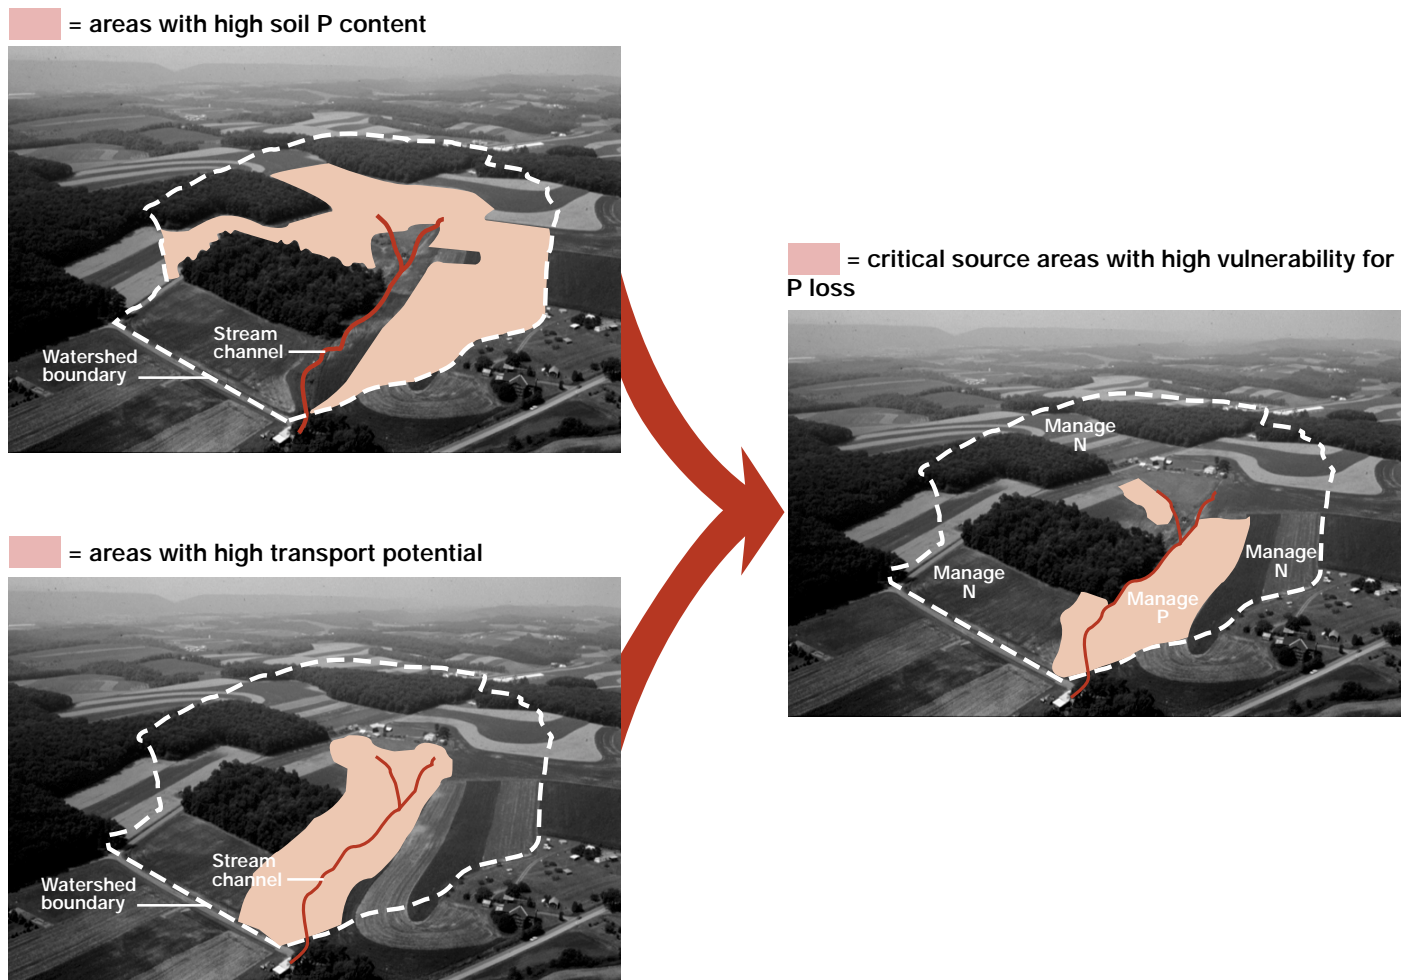 = areas with high soil P content
Stream
channel
Watershed
boundary
= areas with high transport potential
Stream
channel
Watershed
boundary
= critical source areas with high vulnerability for
P loss
Manage
N
Manage
N
Manage
N
Manage
P